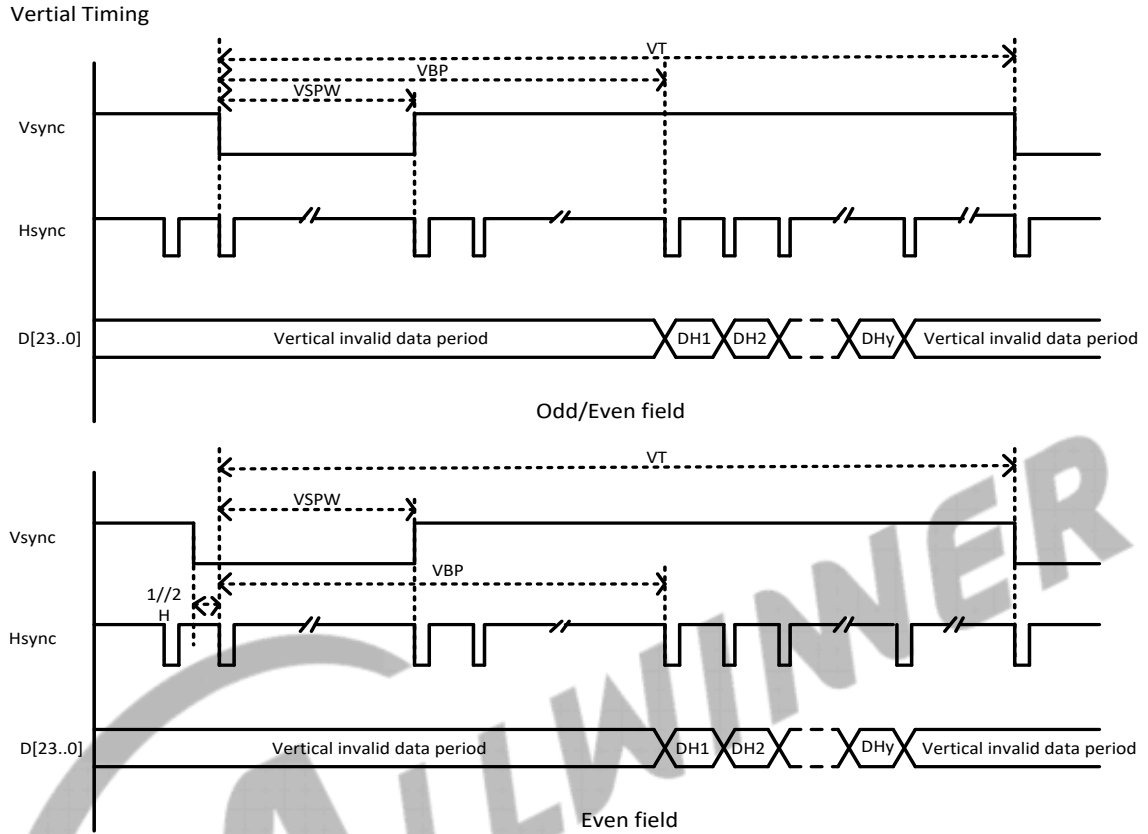 Vertial Timing
VT
VBP
VSPW
Vsync
Hsync
D[23..0]
Vertical invalid data period
DH1
DH2
DHy
Vertical invalid data period
Odd/Even field
VT
VSPW
Vsync
VBP
1//2
H
Hsync
D[23..0]
Vertical invalid data period
DH1
DH2
DHy
Vertical invalid data period
Even field
ALLWINNER